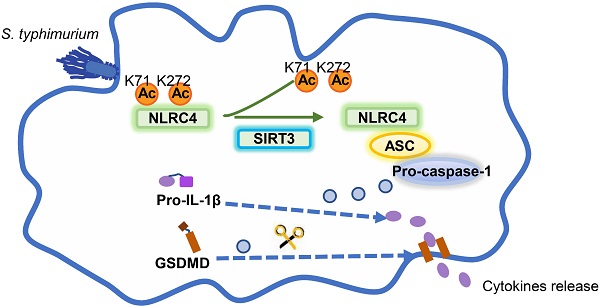 S. typhimurium
K71 K272
Ac Ac
NLRC4
K71 K272
Ac Ac
SIRT3
NLRC4
ASC
Pro-caspase-1
Pro-IL-1β
GSDMD
Cytokines release